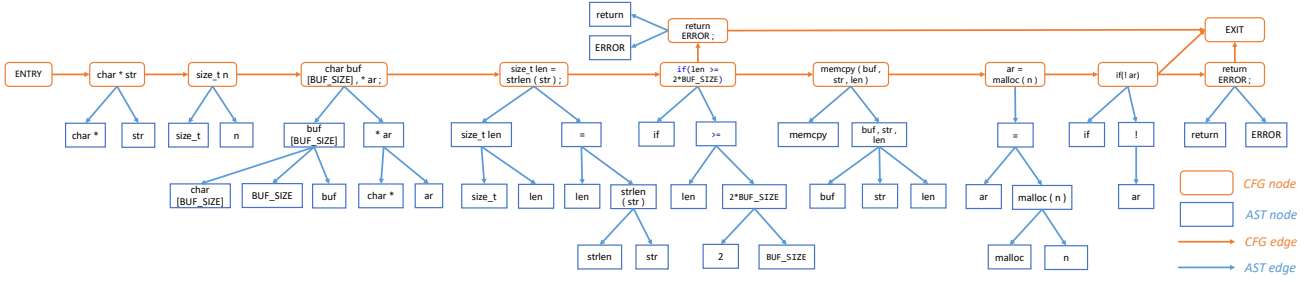 return
ERROR
return
ERROR ;
EXIT
ENTRY
char * str
size_t n
char buf
[BUF_SIZE] , * ar ;
size_t len =
strlen ( str ) ;
if(len >=
2*BUF_SIZE)
memcpy ( buf ,
str , len )
ar =
malloc ( n )
if(! ar)
return
ERROR ;
char *
str
size_t
n
buf
[BUF_SIZE]
* ar
size_t len
=
if
>=
memcpy
buf , str ,
len
=
if
!
return
ERROR
char
[BUF_SIZE]
BUF_SIZE
buf
char *
ar
size_t
len
len
strlen
( str )
len
2*BUF_SIZE
buf
str
len
ar
malloc ( n )
ar
strlen
str
2
BUF_SIZE
malloc
n
CFG node
AST node
CFG edge
AST edge